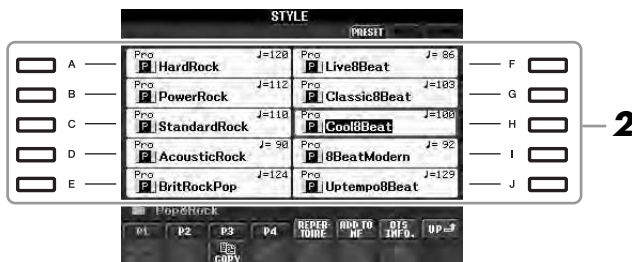 STYLE
PRESET
A
Pro ♩=120
P HardRock
Pro ♩= 86
P Live8Beat
F
B
Pro ♩=112
P PowerRock
Pro ♩=103
P Classic8Beat
G
C
Pro ♩=110
P StandardRock
Pro ♩=100
P Cool8Beat
H
2
D
Pro ♩= 90
P AcousticRock
Pro ♩= 92
P 8BeatModern
I
E
Pro ♩=124
P BritRockPop
Pro ♩=129
P Uptempo8Beat
J
Pop&Rock
P1 P2 P3 P4 REPER-TOIRE ADD TO MF OTS INFO. UP
COPY